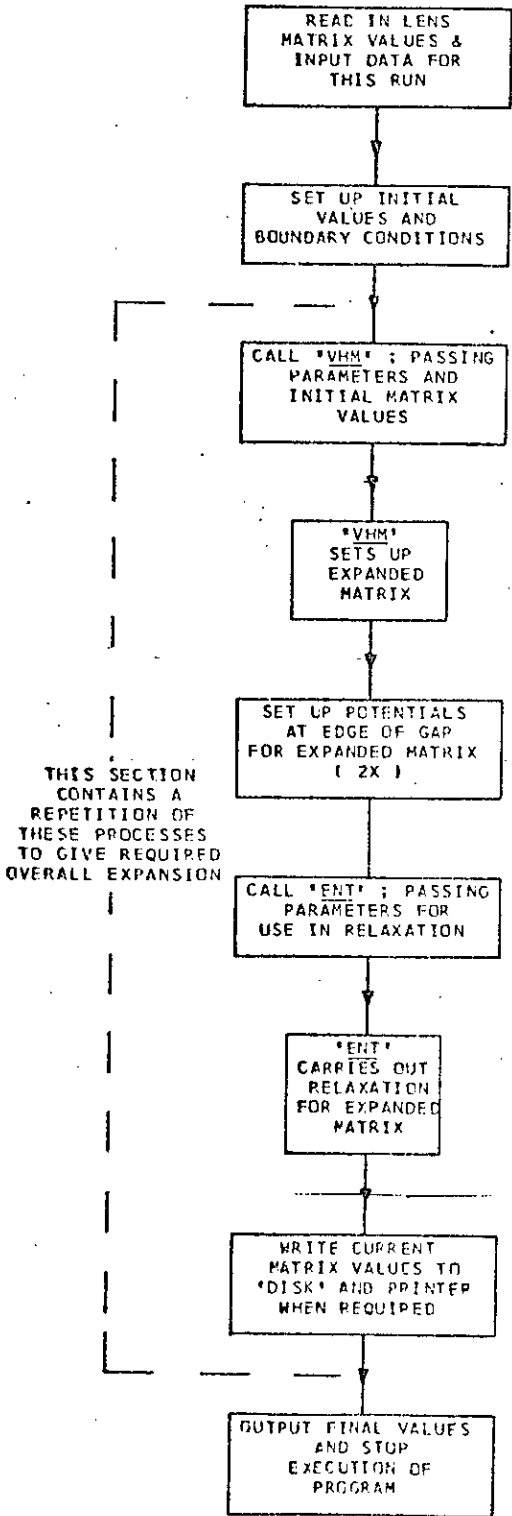 READ IN LENS
MATRIX VALUES &
INPUT DATA FOR
THIS RUN
SET UP INITIAL
VALUES AND
BOUNDARY CONDITIONS
CALL "VHM" ; PASSING
PARAMETERS AND
INITIAL MATRIX
VALUES
"VHM"
SETS UP
EXPANDED
MATRIX
SET UP POTENTIALS
AT EDGE OF GAP
FOR EXPANDED MATRIX
( 2X )
THIS SECTION
CONTAINS A
REPETITION OF
THESE PROCESSES
TO GIVE REQUIRED
OVERALL EXPANSION
CALL "ENT" ; PASSING
PARAMETERS FOR
USE IN RELAXATION
"ENT"
CARRIES OUT
RELAXATION
FOR EXPANDED
MATRIX
WRITE CURRENT
MATRIX VALUES TO
"DISK" AND PRINTER
WHEN REQUIRED
OUTPUT FINAL VALUES
AND STOP
EXECUTION OF
PROGRAM